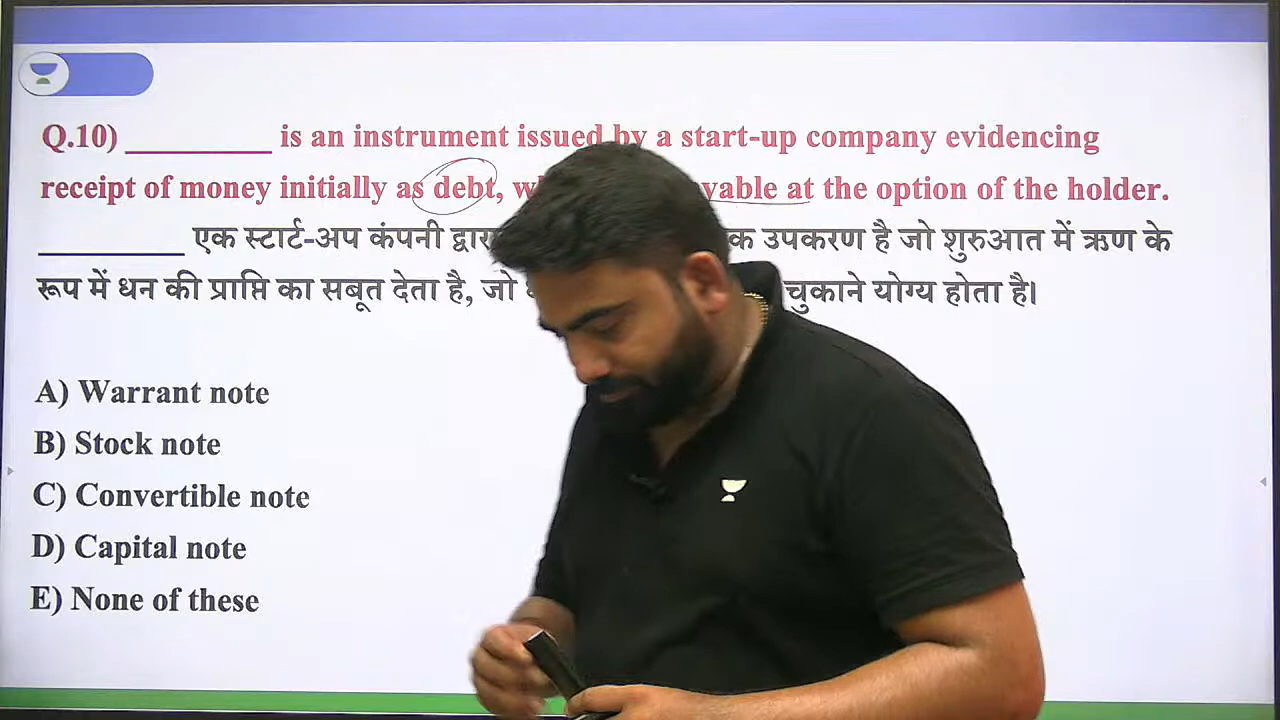 Q.10) __________ is an instrument issued by a start-up company evidencing
receipt of money initially as debt, at the option of the holder.
__________ एक स्टार्ट-अप कंपनी उपकरण है जो शुरुआत में ऋण के
रूप में धन की प्राप्ति का सबूत देता है, जो चुकाने योग्य होता है।
A) Warrant note
B) Stock note
C) Convertible note
D) Capital note
E) None of these